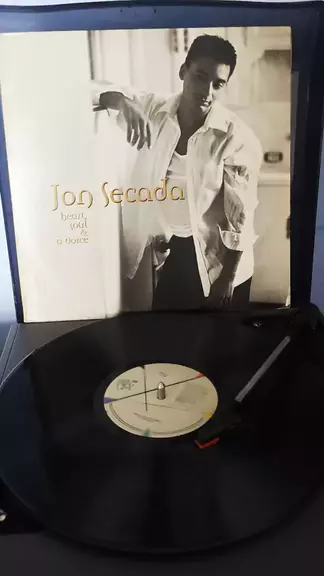 Jon Secada
heart,
soul
&
a voice